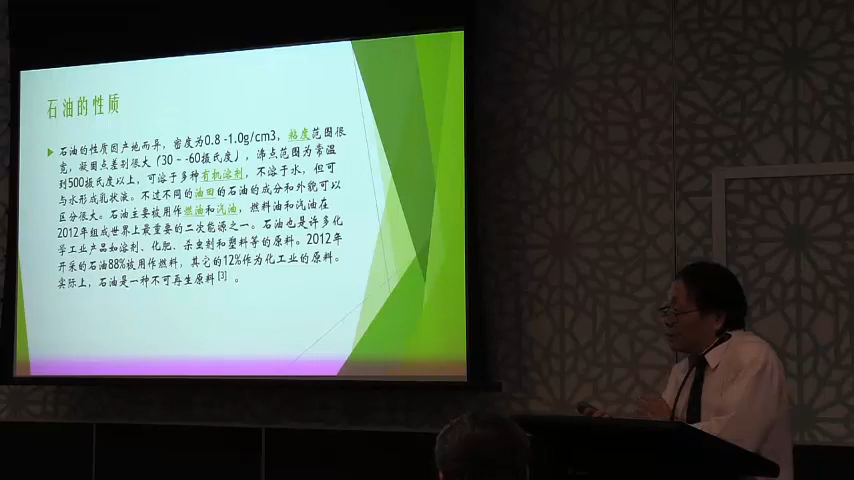 石油的性质
石油的性质因产地而异，密度为0.8 -1.0g/cm3，粘度范围很
宽，凝固点差别很大（30 ~ -60摄氏度），沸点范围为常温
到500摄氏度以上，可溶于多种有机溶剂，不溶于水，但可
与水形成乳状液。不过不同的油田的石油的成分和外貌可以
区分很大。石油主要被用作燃油和汽油，燃料油和汽油在
2012年组成世界上最重要的二次能源之一。石油也是许多化
学工业产品如溶剂、化肥、杀虫剂和塑料等的原料。2012年
开采的石油88%被用作燃料，其它的12%作为化工业的原料。
实际上，石油是一种不可再生原料[3] 。